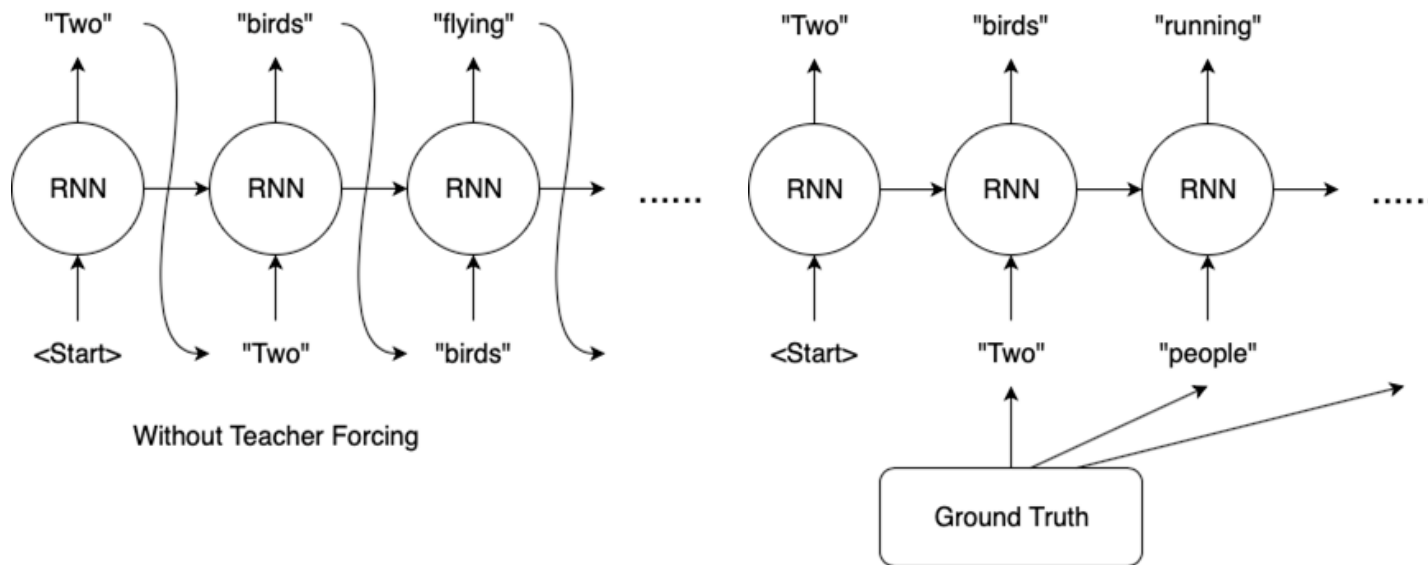 "Two" "birds" "flying" "Two" "birds" "running"
RNN RNN RNN ...... RNN RNN RNN .....
<Start> "Two" "birds" <Start> "Two" "people"
Without Teacher Forcing
Ground Truth